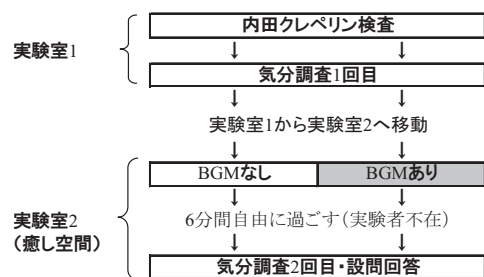 内田クレペリン検査
実験室1
気分調査1回目
実験室1から実験室2へ移動
BGMなし
BGMあり
実験室2
(癒し空間)
6分間自由に過ごす(実験者不在)
気分調査2回目・設問回答